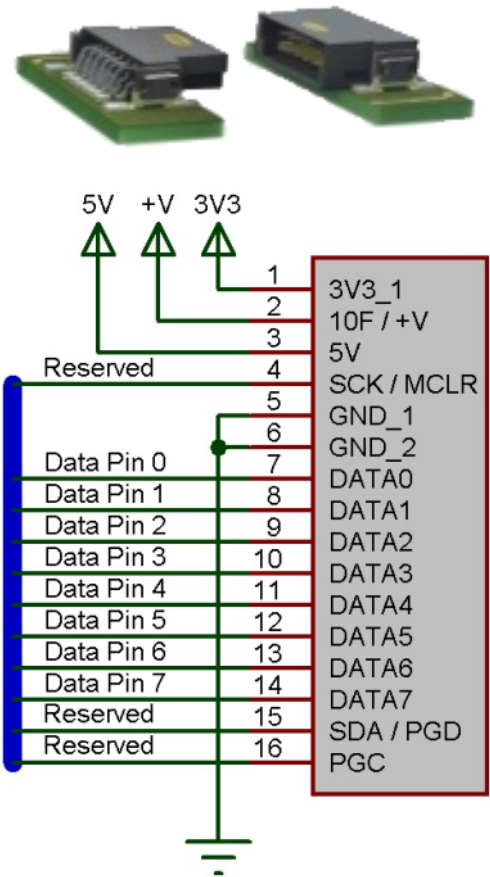 5V +V 3V3
1 3V3_1
2 10F / +V
3 5V
Reserved 4 SCK / MCLR
5 GND_1
6 GND_2
Data Pin 0 7 DATA0
Data Pin 1 8 DATA1
Data Pin 2 9 DATA2
Data Pin 3 10 DATA3
Data Pin 4 11 DATA4
Data Pin 5 12 DATA5
Data Pin 6 13 DATA6
Data Pin 7 14 DATA7
Reserved 15 SDA / PGD
Reserved 16 PGC